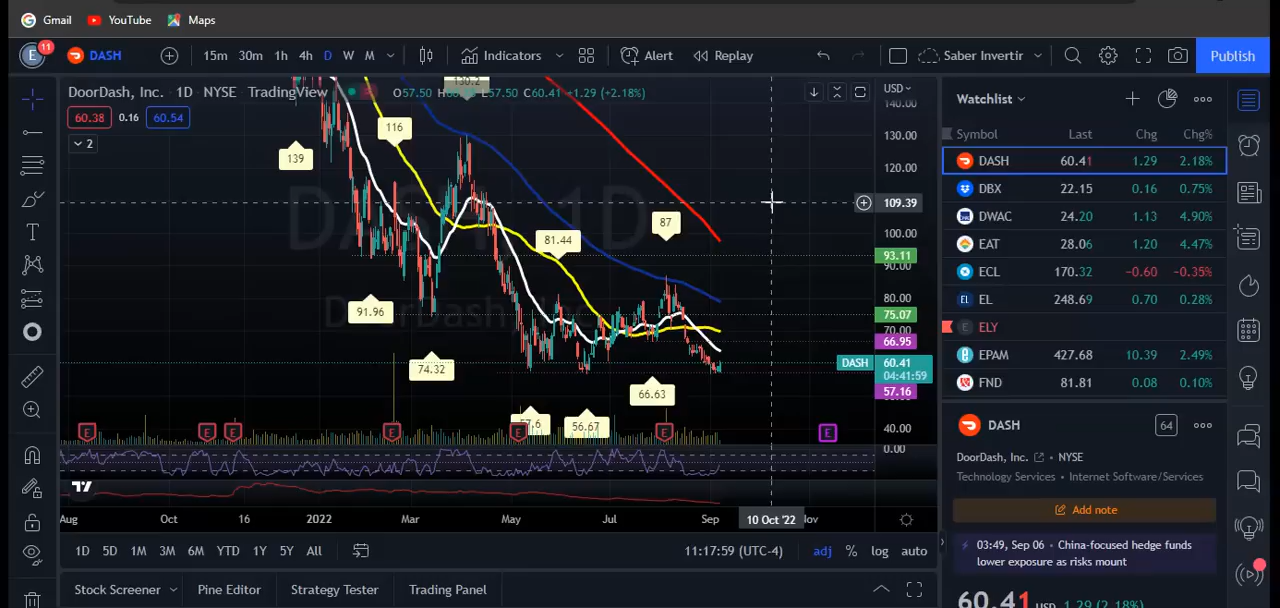 Gmail YouTube Maps
E 11 DASH 15m 30m 1h 4h D W M Indicators Alert Replay Saber Invertir Publish
DoorDash, Inc. 1D NYSE TradingView O57.50 L57.50 C60.41 +1.29 (+2.18%)
60.38 0.16 60.54
2
USD
140.00
130.00
120.00
109.39
100.00
93.11
90.00
80.00
75.07
70.00
66.95
DASH 60.41
04:41:59
57.16
40.00
0.00
130.2
116
139
87
81.44
91.96
74.32
66.63
56.67
DASH, 1D
DoorDash, Inc.
E E E E E E E
Aug Oct 16 2022 Mar May Jul Sep 10 Oct '22 Nov
1D 5D 1M 3M 6M YTD 1Y 5Y All 11:17:59 (UTC-4) adj % log auto
Stock Screener Pine Editor Strategy Tester Trading Panel
Watchlist
Symbol Last Chg Chg%
DASH 60.41 1.29 2.18%
DBX 22.15 0.16 0.75%
DWAC 24.20 1.13 4.90%
EAT 28.06 1.20 4.47%
ECL 170.32 −0.60 −0.35%
EL EL 248.69 0.70 0.28%
E ELY
EPAM 427.68 10.39 2.49%
FND 81.81 0.08 0.10%
DASH 64
DoorDash, Inc. • NYSE
Technology Services • Internet Software/Services
Add note
03:49, Sep 06 • China-focused hedge funds
lower exposure as risks mount
60.41 USD 1.29 (2.18%)